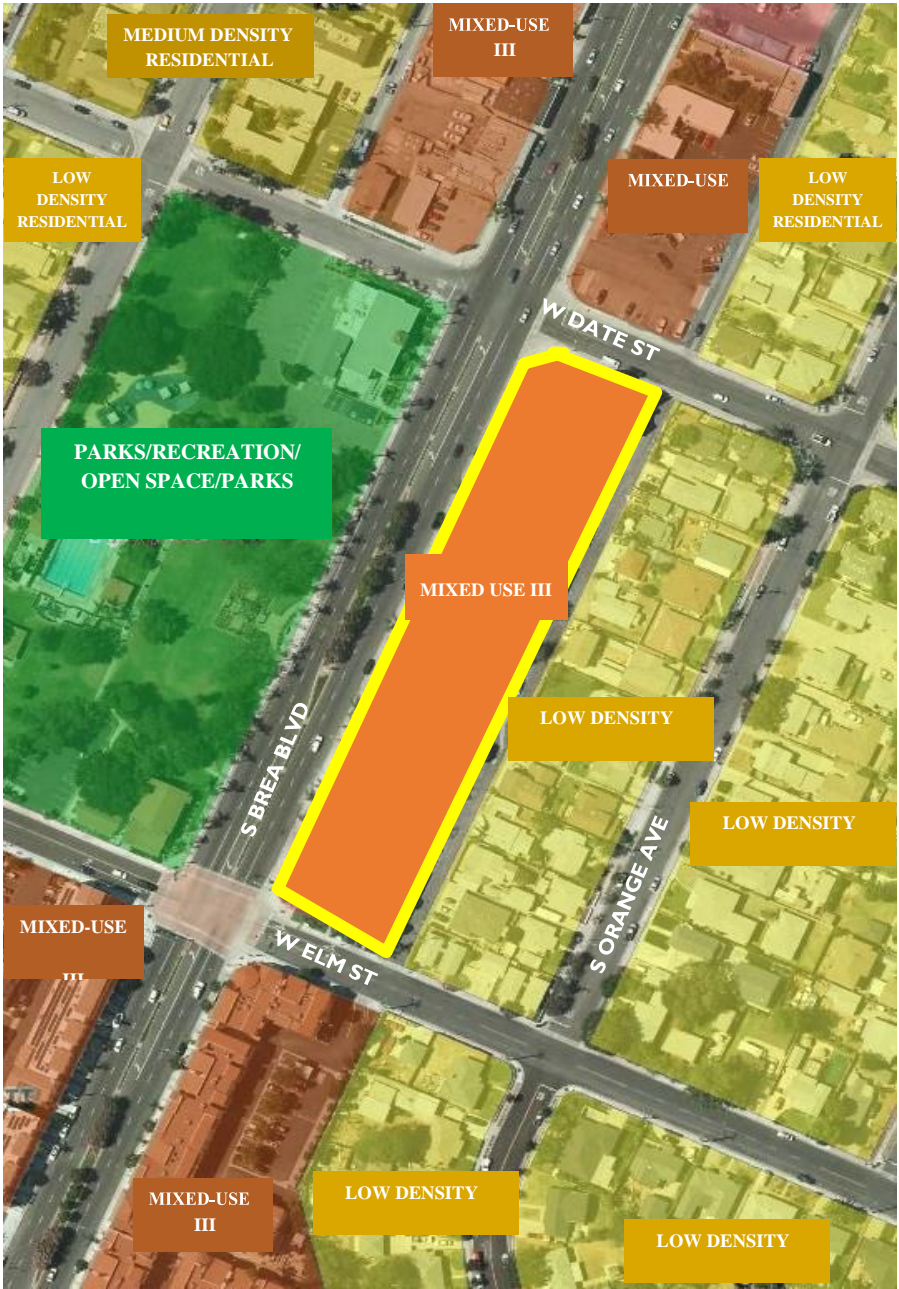 MEDIUM DENSITY
RESIDENTIAL
MIXED-USE
III
LOW
DENSITY
RESIDENTIAL
MIXED-USE
LOW
DENSITY
RESIDENTIAL
W DATE ST
PARKS/RECREATION/
OPEN SPACE/PARKS
MIXED USE III
LOW DENSITY
S BREA BLVD
LOW DENSITY
S ORANGE AVE
MIXED-USE
III
W ELM ST
MIXED-USE
III
LOW DENSITY
LOW DENSITY